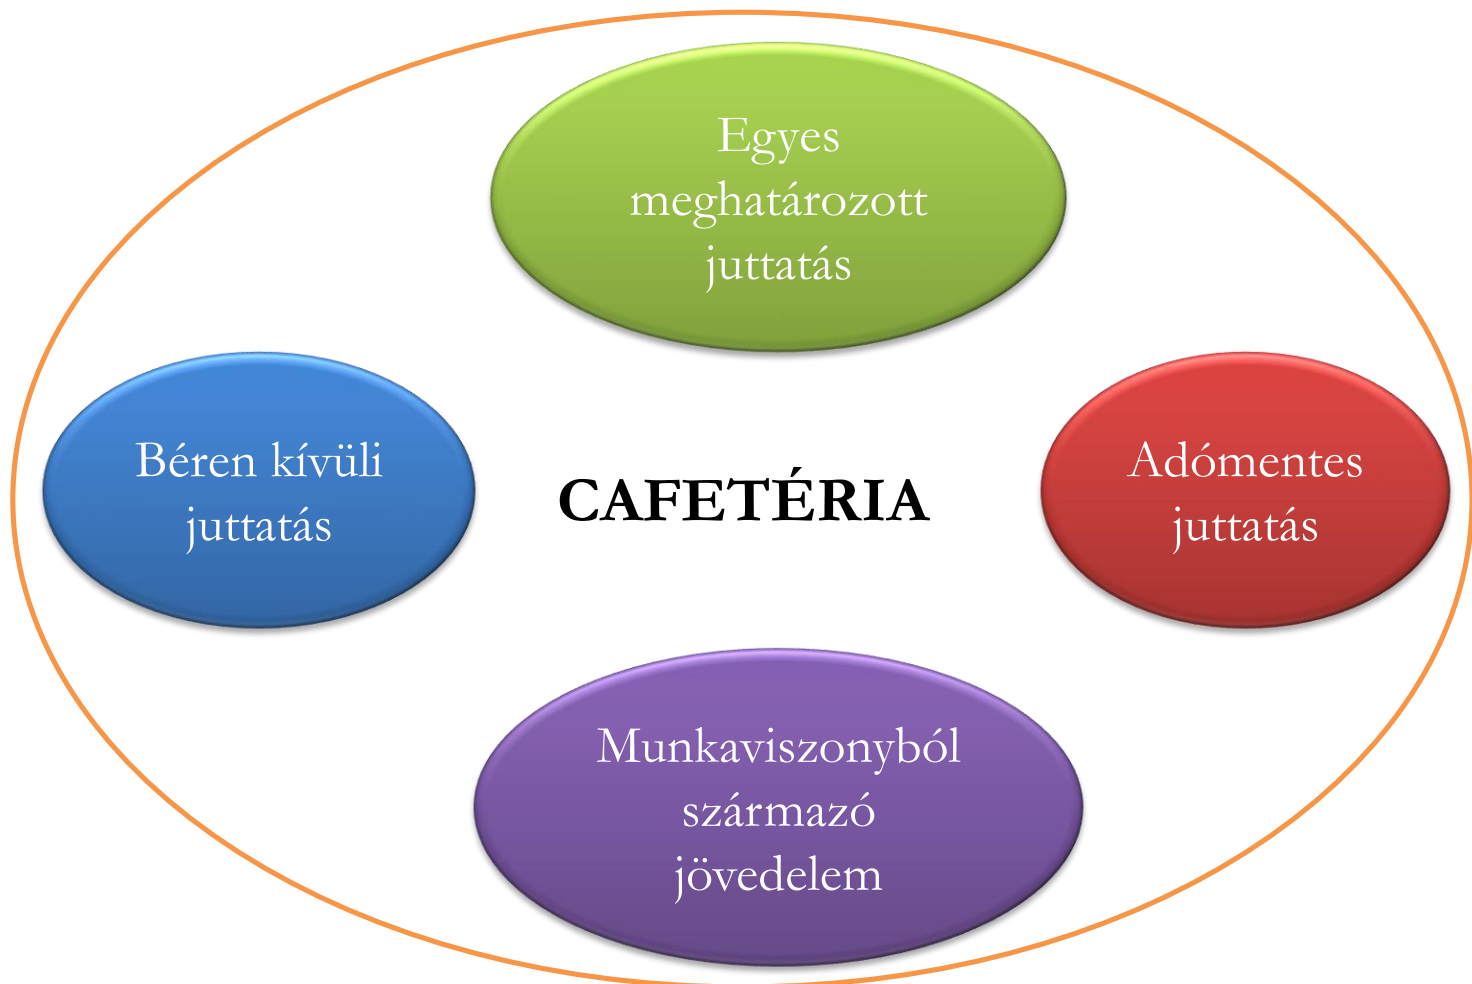 Egyes
meghatározott
juttatás
Béren kívüli
juttatás
CAFETÉRIA
Adómentes
juttatás
Munkaviszonyból
származó
jövedelem